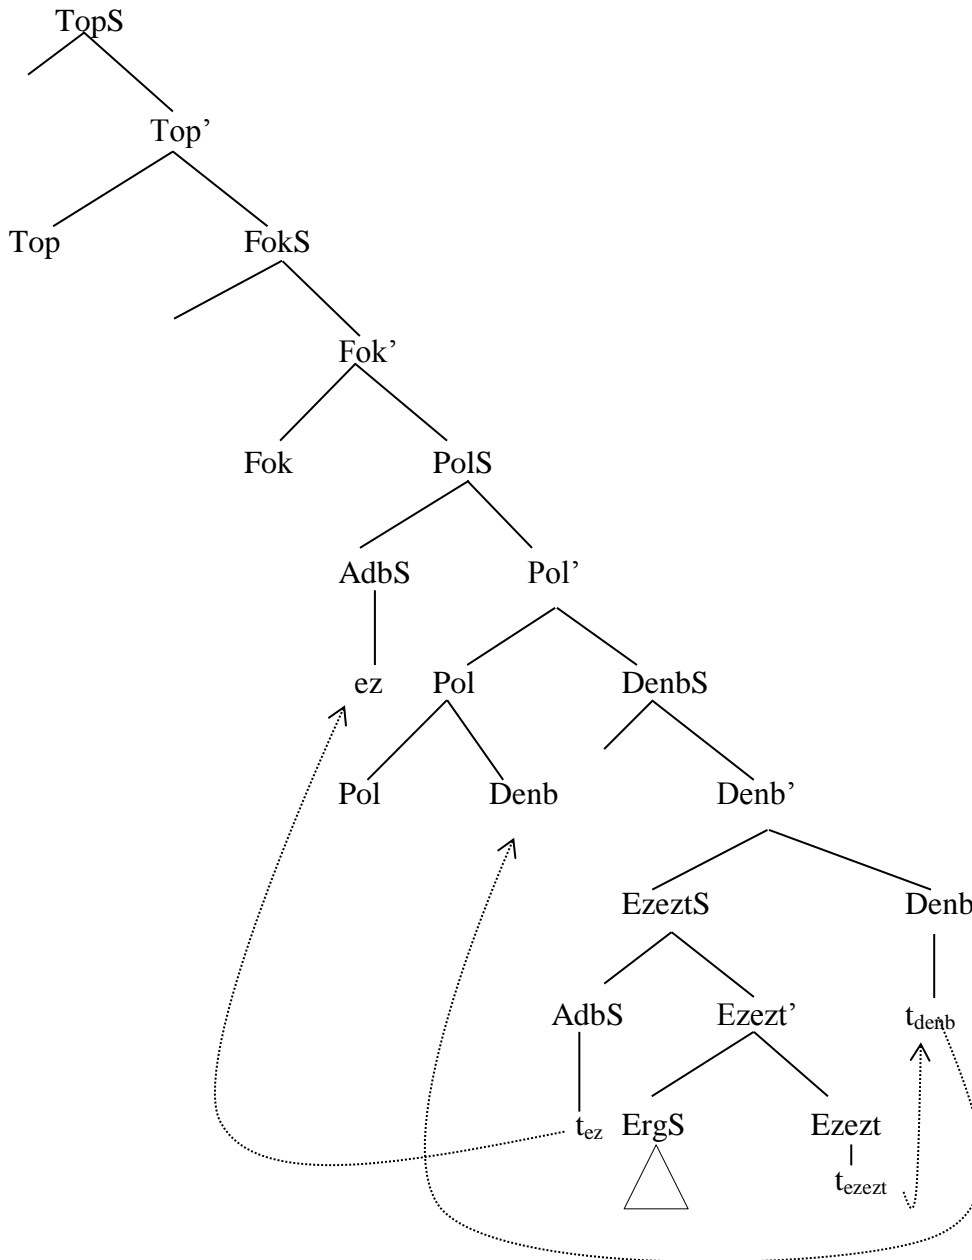 TopS
Top’
Top FokS
Fok’
Fok PolS
AdbS Pol’
ez Pol DenbS
Pol Denb Denb’
EzeztS Denb
AdbS Ezezt’ tdenb
tez ErgS Ezezt
tezezt